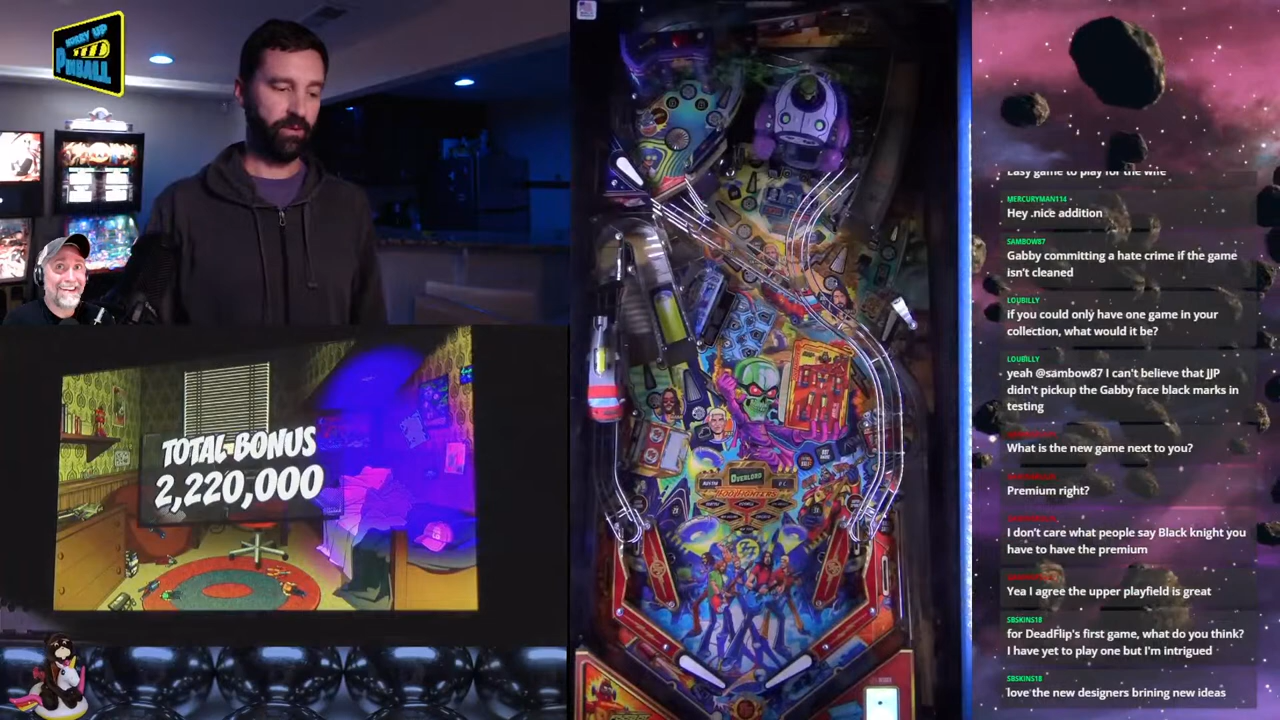 HURRY UP
PINBALL
TOTAL BONUS
2,220,000
OVERLORD
FOO FIGHTERS
Easy game to play for the wife
MERCURYMAN114
Hey .nice addition
SAMBOW87
Gabby committing a hate crime if the game
isn't cleaned
LOUBILLY
if you could only have one game in your
collection, what would it be?
LOUBILLY
yeah @sambow87 I can't believe that JJP
didn't pickup the Gabby face black marks in
testing
What is the new game next to you?
Premium right?
I don't care what people say Black knight you
have to have the premium
Yea I agree the upper playfield is great
SBSKINS18
for DeadFlip's first game, what do you think?
I have yet to play one but I'm intrigued
SBSKINS18
love the new designers brining new ideas